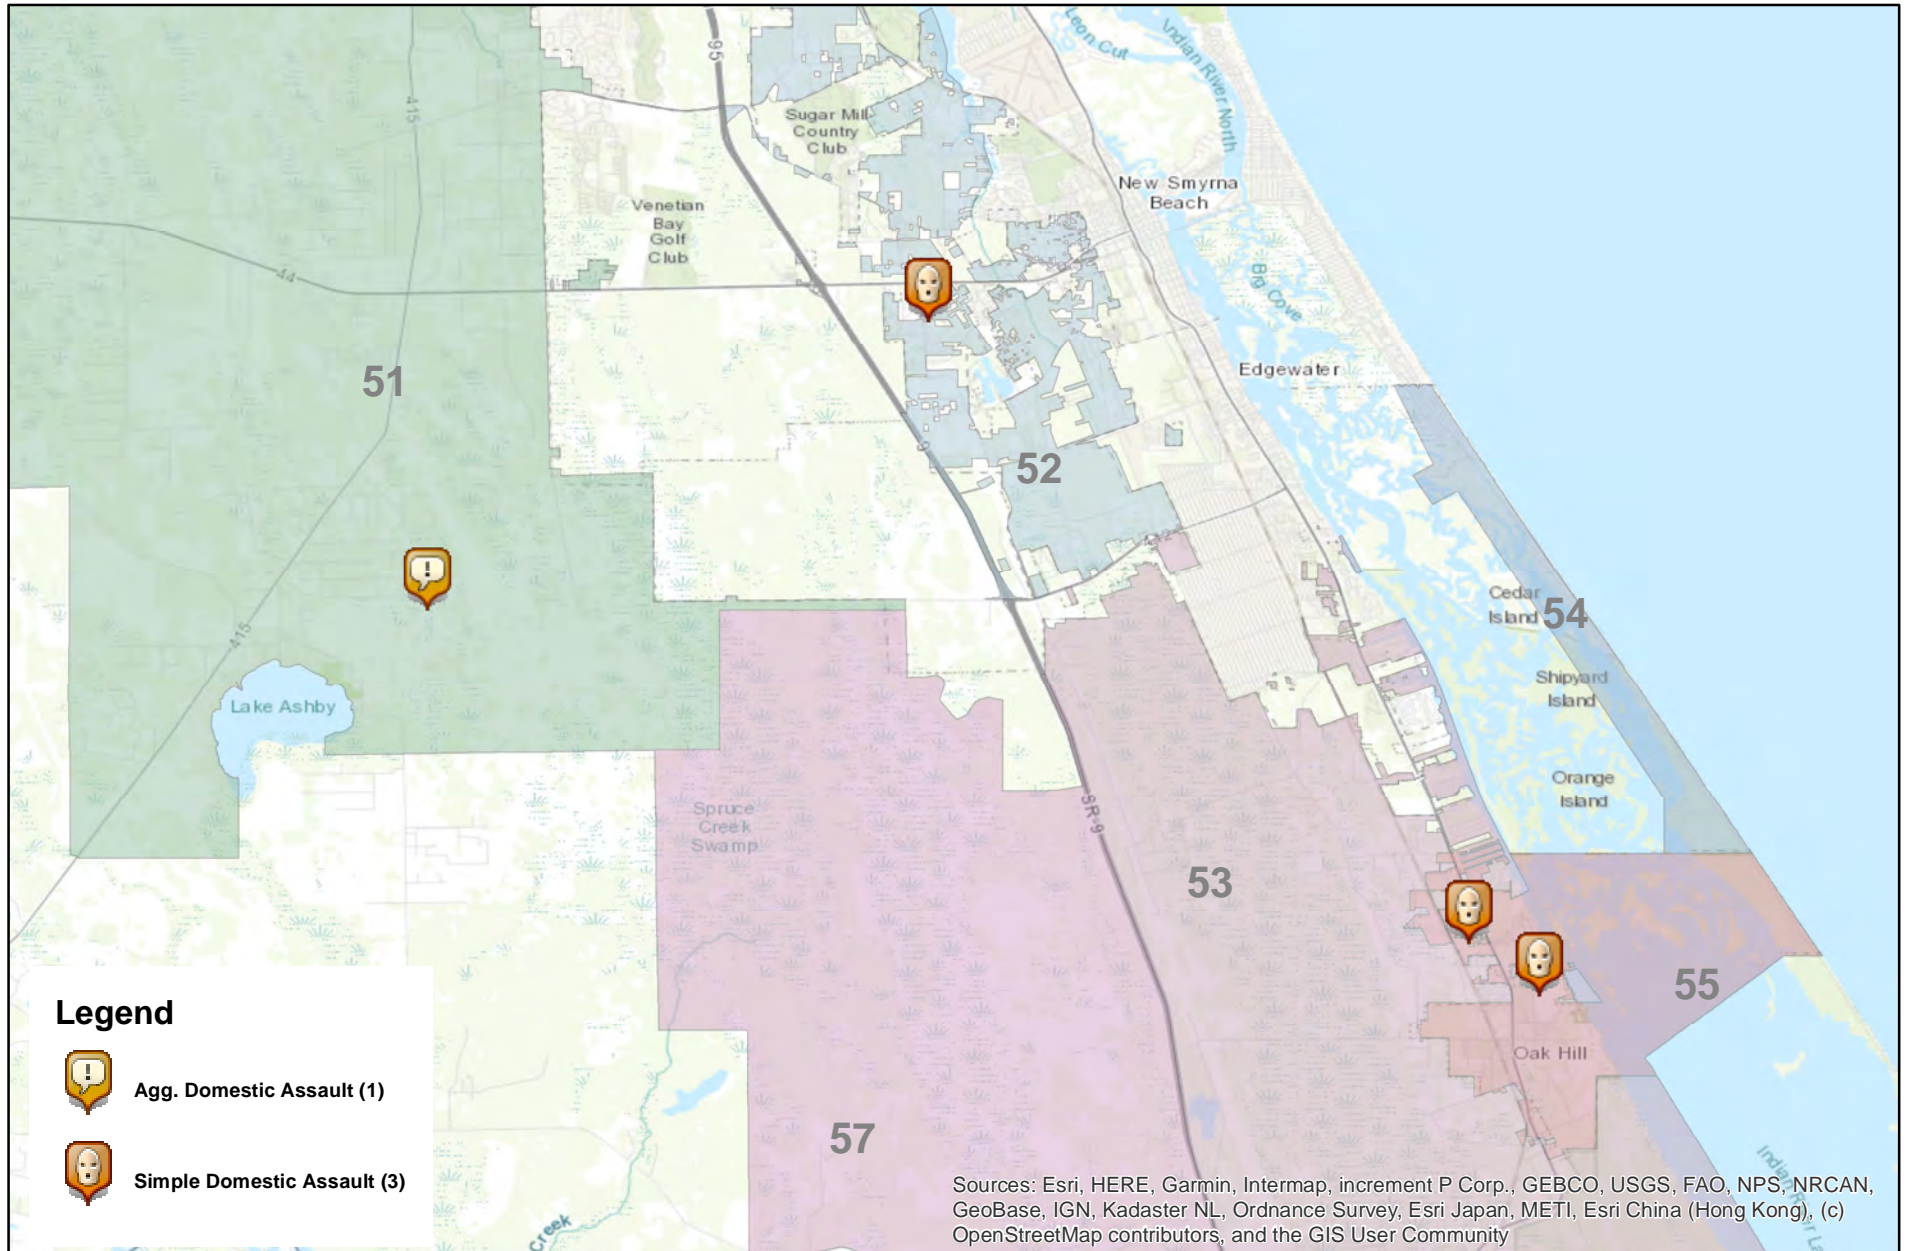 95
Leon Cut
Indian River North
415
Sugar Mill
Country
Club
New Smyrna
Beach
Venetian
Bay
Golf
Club
44
Big Cove
51
Edgewater
9
52
415
Cedar
Island
54
Lake Ashby
Shipyard
Island
Orange
Island
SR-9
Spruce
Creek
Swamp
53
55
Oak Hill
57
Legend
Agg. Domestic Assault (1)
Simple Domestic Assault (3)
Creek
Sources: Esri, HERE, Garmin, Intermap, increment P Corp., GEBCO, USGS, FAO, NPS, NRCAN,
GeoBase, IGN, Kadaster NL, Ordnance Survey, Esri Japan, METI, Esri China (Hong Kong), (c)
OpenStreetMap contributors, and the GIS User Community